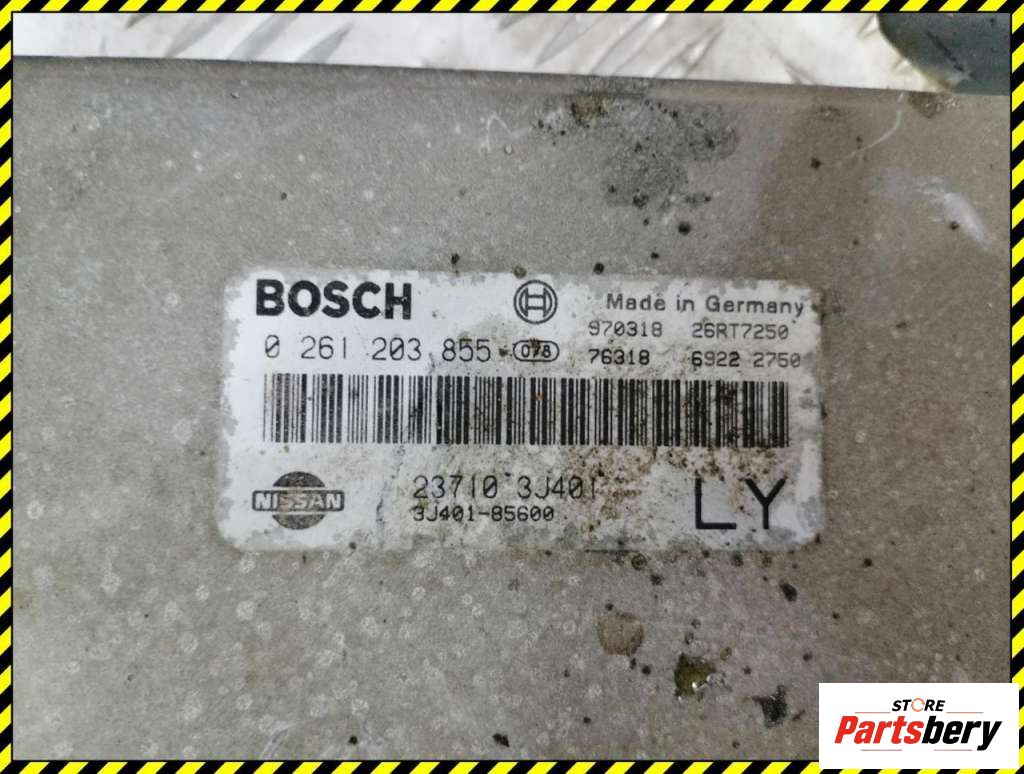 BOSCH
Made in Germany
970318 26RT7250
0 261 203 855 078
76318 6922 2750
NISSAN
23710 3J401
3J401-85600
LY
STORE
Partsbery